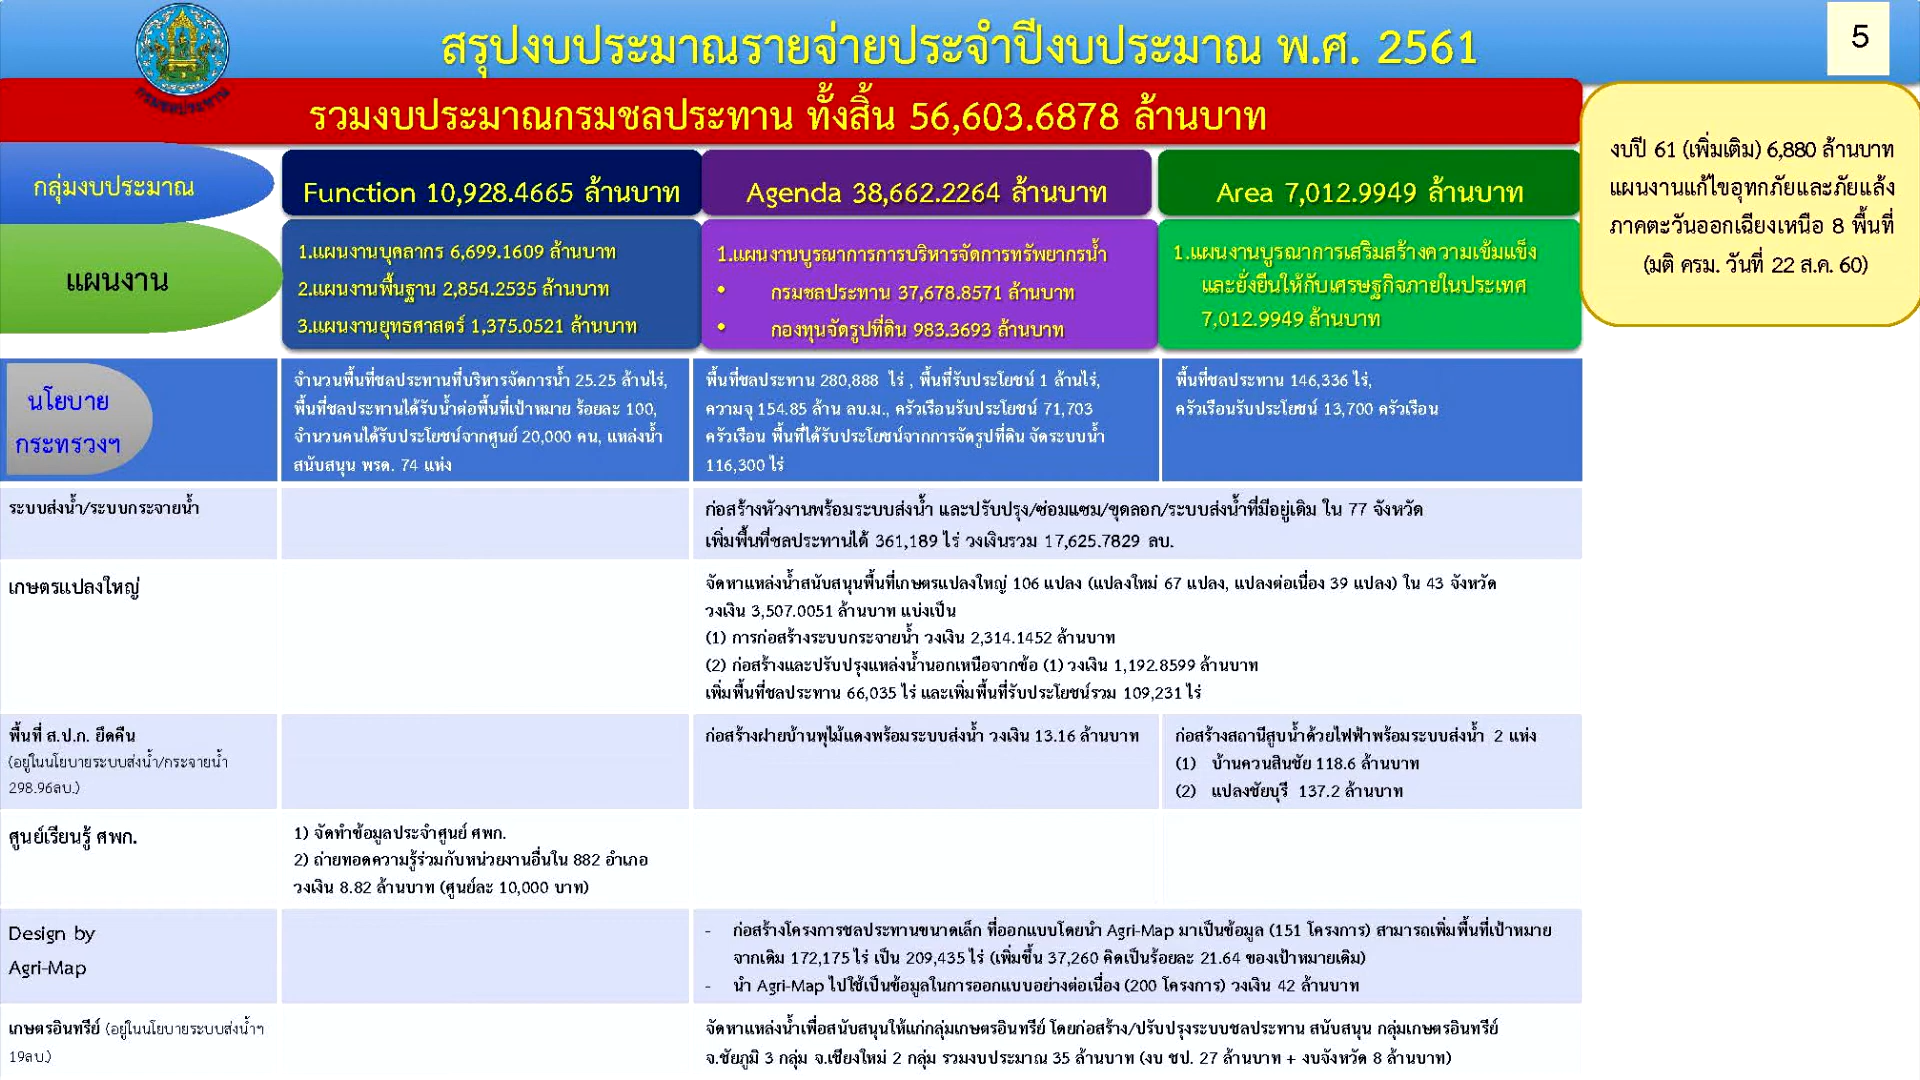 สรุปงบประมาณรายจ่ายประจำปีงบประมาณ พ.ศ. 2561
5
กรมชลประทาน
รวมงบประมาณกรมชลประทาน ทั้งสิ้น 56,603.6878 ล้านบาท
งบปี 61 (เพิ่มเติม) 6,880 ล้านบาท
แผนงานแก้ไขอุทกภัยและภัยแล้ง
ภาคตะวันออกเฉียงเหนือ 8 พื้นที่
(มติ ครม. วันที่ 22 ส.ค. 60)
กลุ่มงบประมาณ
Function 10,928.4665 ล้านบาท
Agenda 38,662.2264 ล้านบาท
Area 7,012.9949 ล้านบาท
แผนงาน
1.แผนงานบุคลากร 6,699.1609 ล้านบาท
2.แผนงานพื้นฐาน 2,854.2535 ล้านบาท
3.แผนงานยุทธศาสตร์ 1,375.0521 ล้านบาท
1.แผนงานบูรณาการการบริหารจัดการทรัพยากรน้ำ
• กรมชลประทาน 37,678.8571 ล้านบาท
• กองทุนจัดรูปที่ดิน 983.3693 ล้านบาท
1.แผนงานบูรณาการเสริมสร้างความเข้มแข็ง
และยั่งยืนให้กับเศรษฐกิจภายในประเทศ
7,012.9949 ล้านบาท
นโยบาย
กระทรวงฯ
จำนวนพื้นที่ชลประทานที่บริหารจัดการน้ำ 25.25 ล้านไร่,
พื้นที่ชลประทานได้รับน้ำต่อพื้นที่เป้าหมาย ร้อยละ 100,
จำนวนคนได้รับประโยชน์จากศูนย์ 20,000 คน, แหล่งน้ำ
สนับสนุน พรด. 74 แห่ง
พื้นที่ชลประทาน 280,888 ไร่ , พื้นที่รับประโยชน์ 1 ล้านไร่,
ความจุ 154.85 ล้าน ลบ.ม., ครัวเรือนรับประโยชน์ 71,703
ครัวเรือน พื้นที่ได้รับประโยชน์จากการจัดรูปที่ดิน จัดระบบน้ำ
116,300 ไร่
พื้นที่ชลประทาน 146,336 ไร่,
ครัวเรือนรับประโยชน์ 13,700 ครัวเรือน
ระบบส่งน้ำ/ระบบกระจายน้ำ
ก่อสร้างหัวงานพร้อมระบบส่งน้ำ และปรับปรุง/ซ่อมแซม/ขุดลอก/ระบบส่งน้ำที่มีอยู่เดิม ใน 77 จังหวัด
เพิ่มพื้นที่ชลประทานได้ 361,189 ไร่ วงเงินรวม 17,625.7829 ลบ.
เกษตรแปลงใหญ่
จัดหาแหล่งน้ำสนับสนุนพื้นที่เกษตรแปลงใหญ่ 106 แปลง (แปลงใหม่ 67 แปลง, แปลงต่อเนื่อง 39 แปลง) ใน 43 จังหวัด
วงเงิน 3,507.0051 ล้านบาท แบ่งเป็น
(1) การก่อสร้างระบบกระจายน้ำ วงเงิน 2,314.1452 ล้านบาท
(2) ก่อสร้างและปรับปรุงแหล่งน้ำนอกเหนือจากข้อ (1) วงเงิน 1,192.8599 ล้านบาท
เพิ่มพื้นที่ชลประทาน 66,035 ไร่ และเพิ่มพื้นที่รับประโยชน์รวม 109,231 ไร่
พื้นที่ ส.ป.ก. ยึดคืน
(อยู่ในนโยบายระบบส่งน้ำ/กระจายน้ำ
298.96ลบ.)
ก่อสร้างฝายบ้านพุไม้แดงพร้อมระบบส่งน้ำ วงเงิน 13.16 ล้านบาท
ก่อสร้างสถานีสูบน้ำด้วยไฟฟ้าพร้อมระบบส่งน้ำ 2 แห่ง
(1) บ้านควนสินชัย 118.6 ล้านบาท
(2) แปลงชัยบุรี 137.2 ล้านบาท
ศูนย์เรียนรู้ ศพก.
1) จัดทำข้อมูลประจำศูนย์ ศพก.
2) ถ่ายทอดความรู้ร่วมกับหน่วยงานอื่นใน 882 อำเภอ
วงเงิน 8.82 ล้านบาท (ศูนย์ละ 10,000 บาท)
Design by
Agri-Map
- ก่อสร้างโครงการชลประทานขนาดเล็ก ที่ออกแบบโดยนำ Agri-Map มาเป็นข้อมูล (151 โครงการ) สามารถเพิ่มพื้นที่เป้าหมาย
จากเดิม 172,175 ไร่ เป็น 209,435 ไร่ (เพิ่มขึ้น 37,260 คิดเป็นร้อยละ 21.64 ของเป้าหมายเดิม)
- นำ Agri-Map ไปใช้เป็นข้อมูลในการออกแบบอย่างต่อเนื่อง (200 โครงการ) วงเงิน 42 ล้านบาท
เกษตรอินทรีย์ (อยู่ในนโยบายระบบส่งน้ำฯ
19ลบ.)
จัดหาแหล่งน้ำเพื่อสนับสนุนให้แก่กลุ่มเกษตรอินทรีย์ โดยก่อสร้าง/ปรับปรุงระบบชลประทาน สนับสนุน กลุ่มเกษตรอินทรีย์
จ.ชัยภูมิ 3 กลุ่ม จ.เชียงใหม่ 2 กลุ่ม รวมงบประมาณ 35 ล้านบาท (งบ ชป. 27 ล้านบาท + งบจังหวัด 8 ล้านบาท)